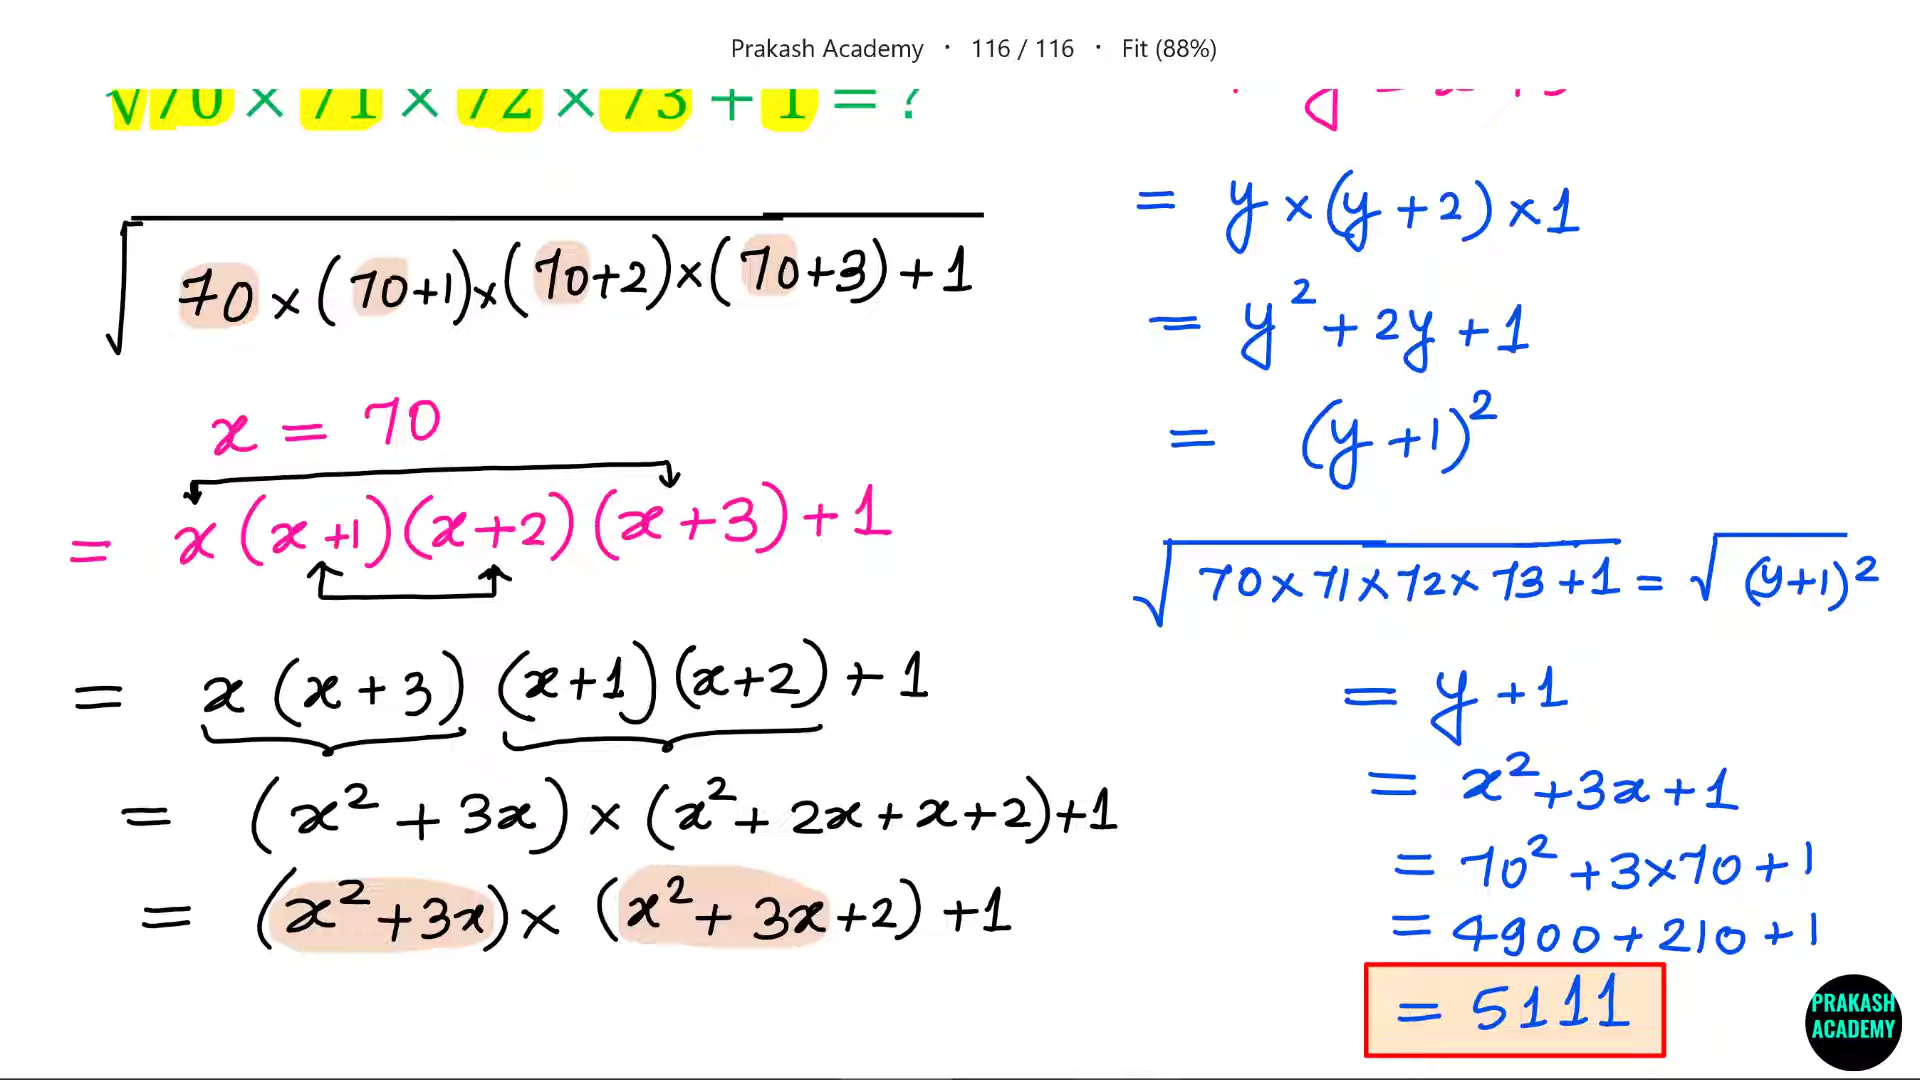 Prakash Academy · 116 / 116 · Fit (88%)
√70 × 71 × 72 × 73 + 1 = ?
√70 × (70+1) × (70+2) × (70+3) + 1
x = 70
= x (x+1) (x+2) (x+3) + 1
= x (x+3) (x+1) (x+2) + 1
= (x² + 3x) × (x² + 2x + x + 2) + 1
= (x² + 3x) × (x² + 3x + 2) + 1
= y × (y + 2) × 1
= y² + 2y + 1
= (y + 1)²
√70 × 71 × 72 × 73 + 1 = √(y+1)²
= y + 1
= x² + 3x + 1
= 70² + 3×70 + 1
= 4900 + 210 + 1
= 5111
PRAKASH
ACADEMY